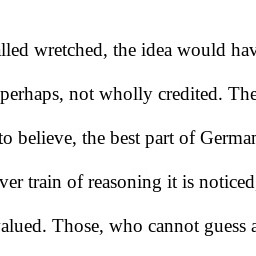 lled wretched, the idea would hav
perhaps, not wholly credited. The
to believe, the best part of German
ver train of reasoning it is noticed
alued. Those, who cannot guess a